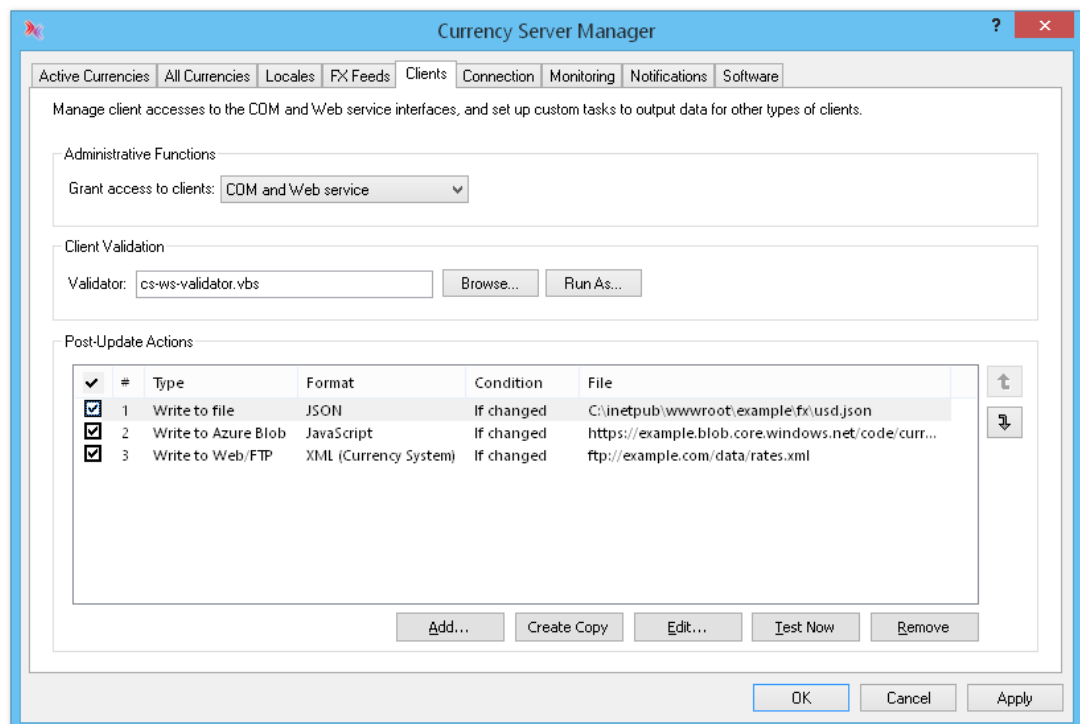 Currency Server Manager
?
Active Currencies All Currencies Locales FX Feeds Clients Connection Monitoring Notifications Software
Manage client accesses to the COM and Web service interfaces, and set up custom tasks to output data for other types of clients.
Administrative Functions
Grant access to clients: COM and Web service
Client Validation
Validator: cs-ws-validator.vbs Browse... Run As...
Post-Update Actions
# Type Format Condition File
1 Write to file JSON If changed C:\inetpub\wwwroot\example\fx\usd.json
2 Write to Azure Blob JavaScript If changed https://example.blob.core.windows.net/code/curr...
3 Write to Web/FTP XML (Currency System) If changed ftp://example.com/data/rates.xml
Add... Create Copy Edit... Test Now Remove
OK Cancel Apply